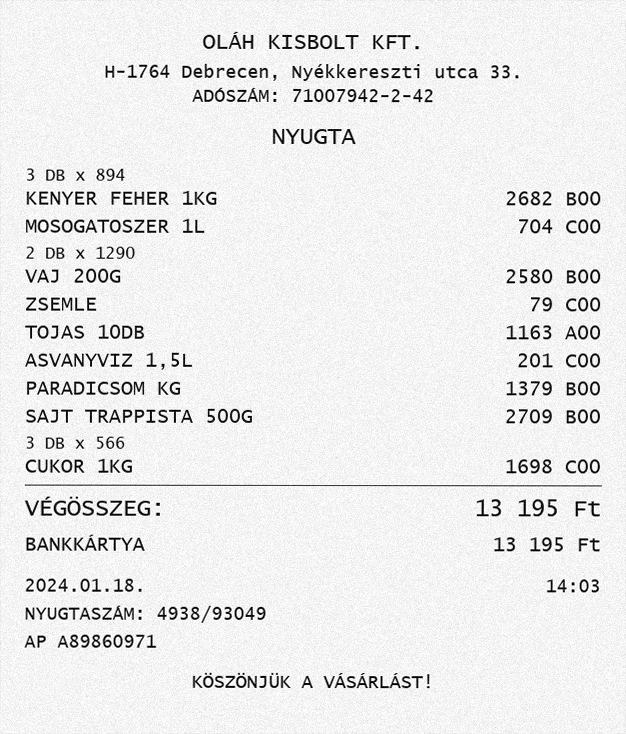 OLÁH KISBOLT KFT.
H-1764 Debrecen, Nyékkereszti utca 33.
ADÓSZÁM: 71007942-2-42
NYUGTA
3 DB x 894
KENYER FEHER 1KG 2682 B00
MOSOGATOSZER 1L 704 C00
2 DB x 1290
VAJ 200G 2580 B00
ZSEMLE 79 C00
TOJAS 10DB 1163 A00
ASVANYVIZ 1,5L 201 C00
PARADICSOM KG 1379 B00
SAJT TRAPPISTA 500G 2709 B00
3 DB x 566
CUKOR 1KG 1698 C00
VÉGÖSSZEG: 13 195 Ft
BANKKÁRTYA 13 195 Ft
2024.01.18. 14:03
NYUGTASZÁM: 4938/93049
AP A89860971
KÖSZÖNJÜK A VÁSÁRLÁST!